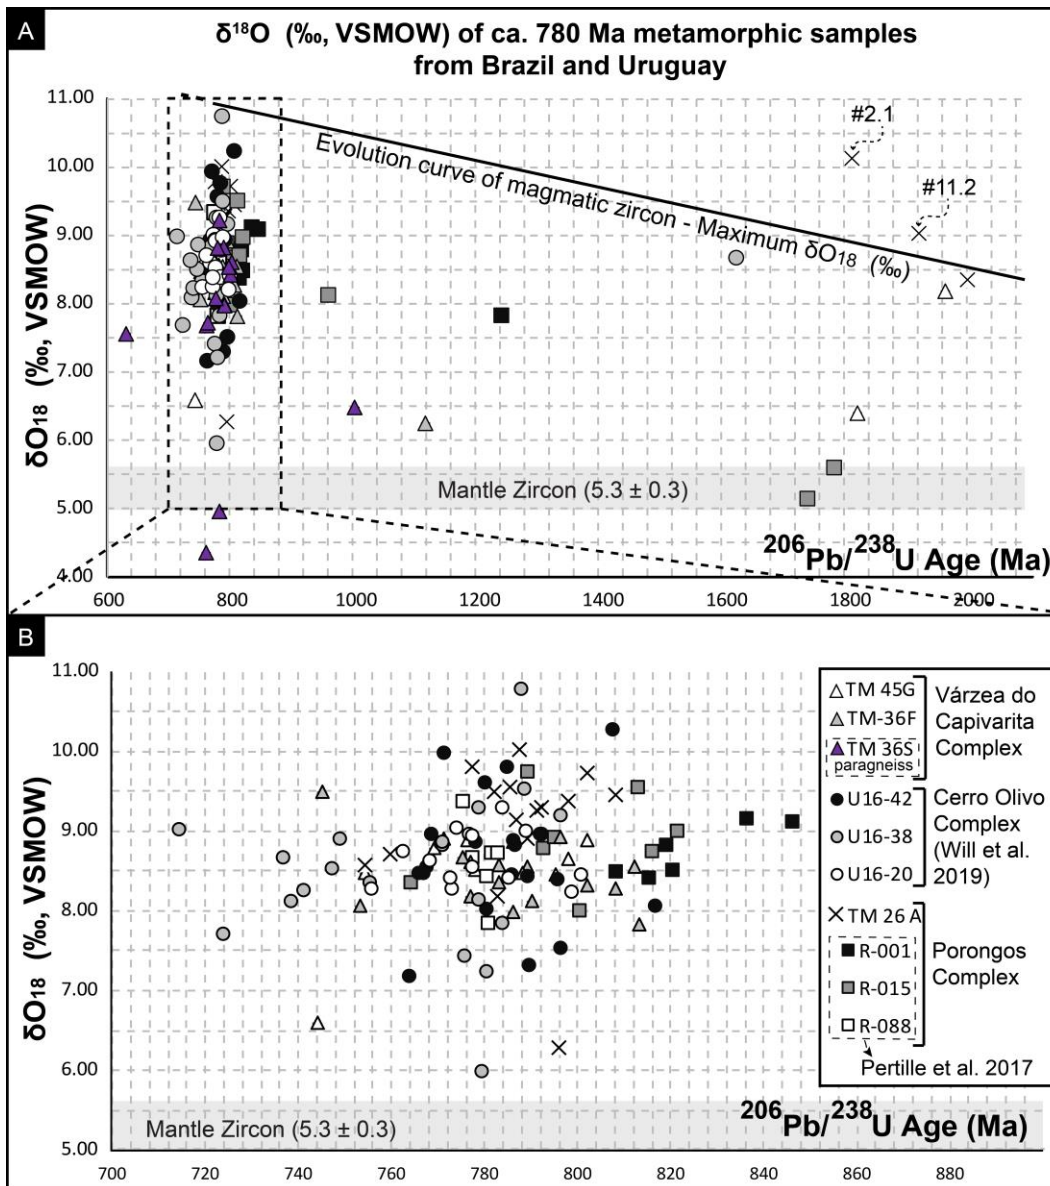 A
δ¹⁸O (‰, VSMOW) of ca. 780 Ma metamorphic samples
from Brazil and Uruguay
δO18 (‰, VSMOW)
11.00
10.00
9.00
8.00
7.00
6.00
5.00
4.00
#2.1
#11.2
Evolution curve of magmatic zircon - Maximum δO18 (‰)
Mantle Zircon (5.3 ± 0.3)
²⁰⁶Pb/²³⁸U Age (Ma)
600 800 1000 1200 1400 1600 1800 2000
B
δO18 (‰, VSMOW)
11.00
10.00
9.00
8.00
7.00
6.00
5.00
TM 45G
TM-36F
TM 36S
paragneiss
Várzea do
Capivarita
Complex
U16-42
U16-38
U16-20
Cerro Olivo
Complex
(Will et al.
2019)
TM 26 A
R-001
R-015
R-088
Porongos
Complex
Pertille et al. 2017
²⁰⁶Pb/²³⁸U Age (Ma)
Mantle Zircon (5.3 ± 0.3)
700 720 740 760 780 800 820 840 860 880